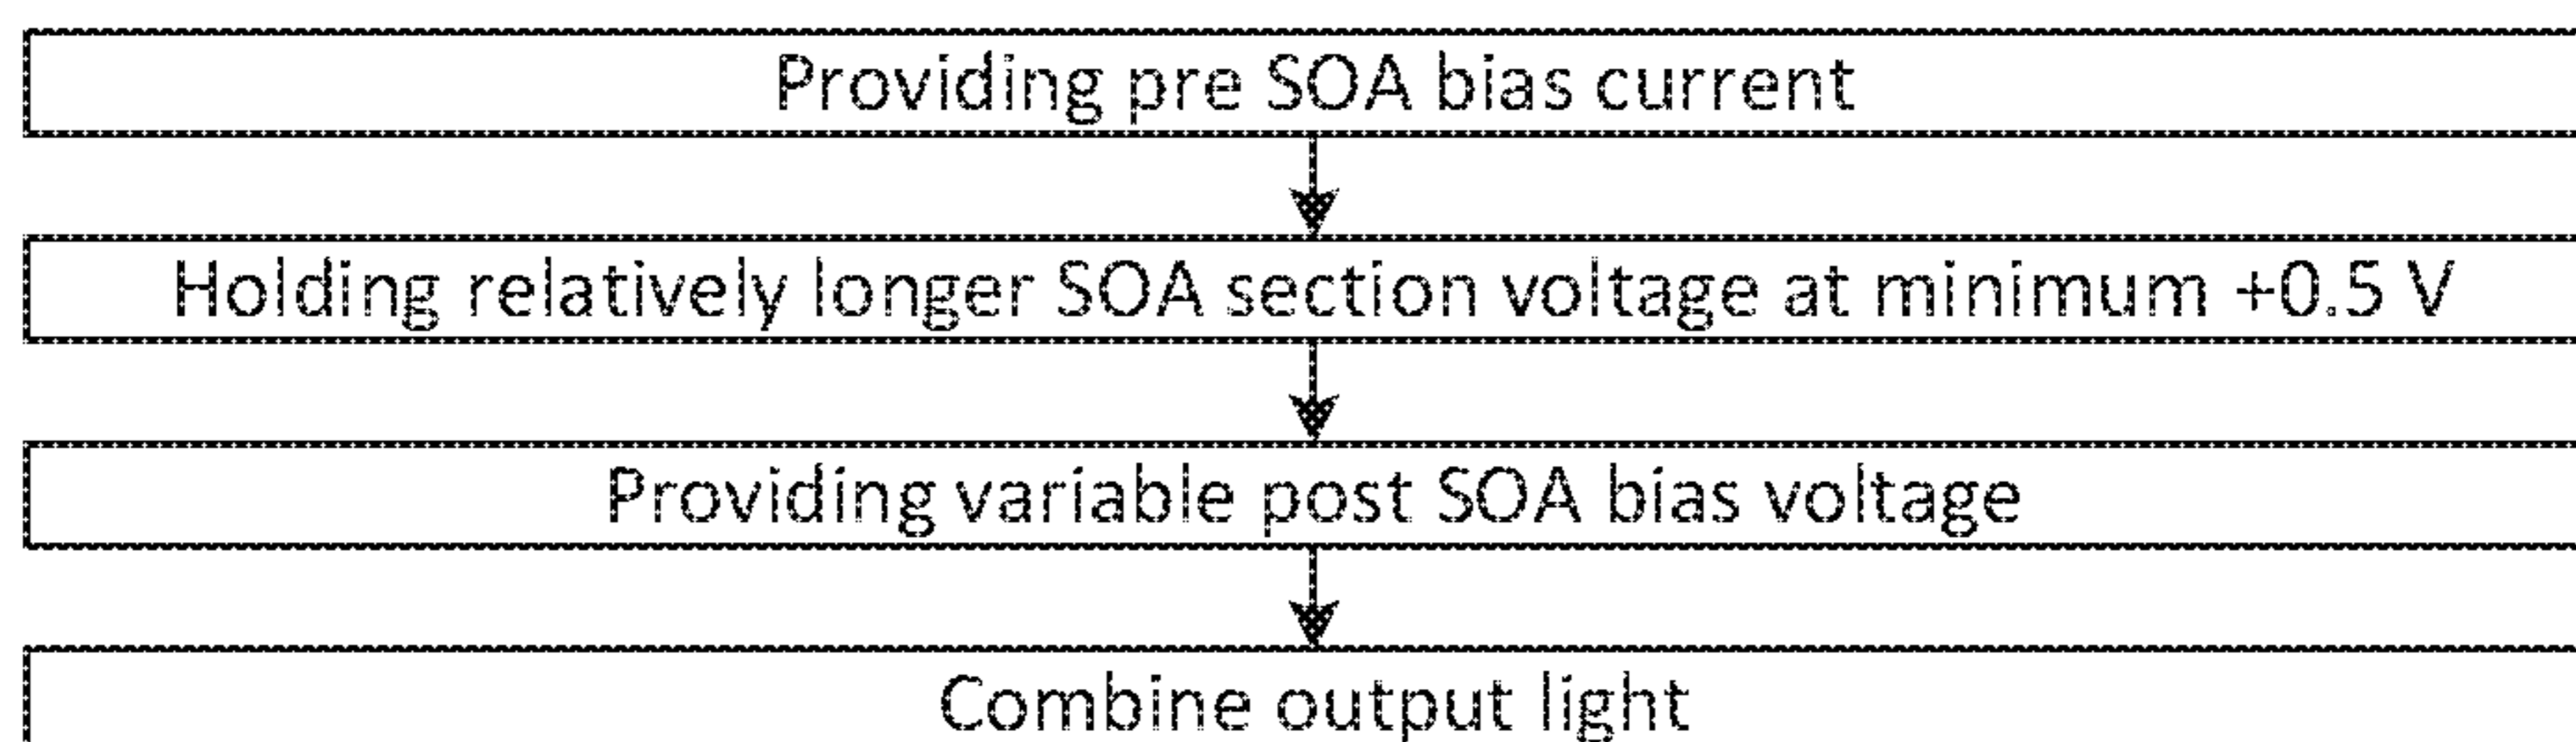 Providing pre SOA bias current
Holding relatively longer SOA section voltage at minimum +0.5 V
Providing variable post SOA bias voltage
Combine output light